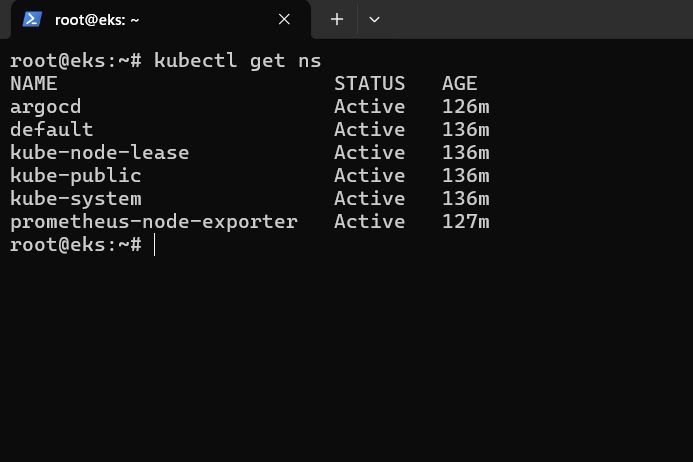 root@eks: ~
root@eks:~# kubectl get ns
NAME STATUS AGE
argocd Active 126m
default Active 136m
kube-node-lease Active 136m
kube-public Active 136m
kube-system Active 136m
prometheus-node-exporter Active 127m
root@eks:~#